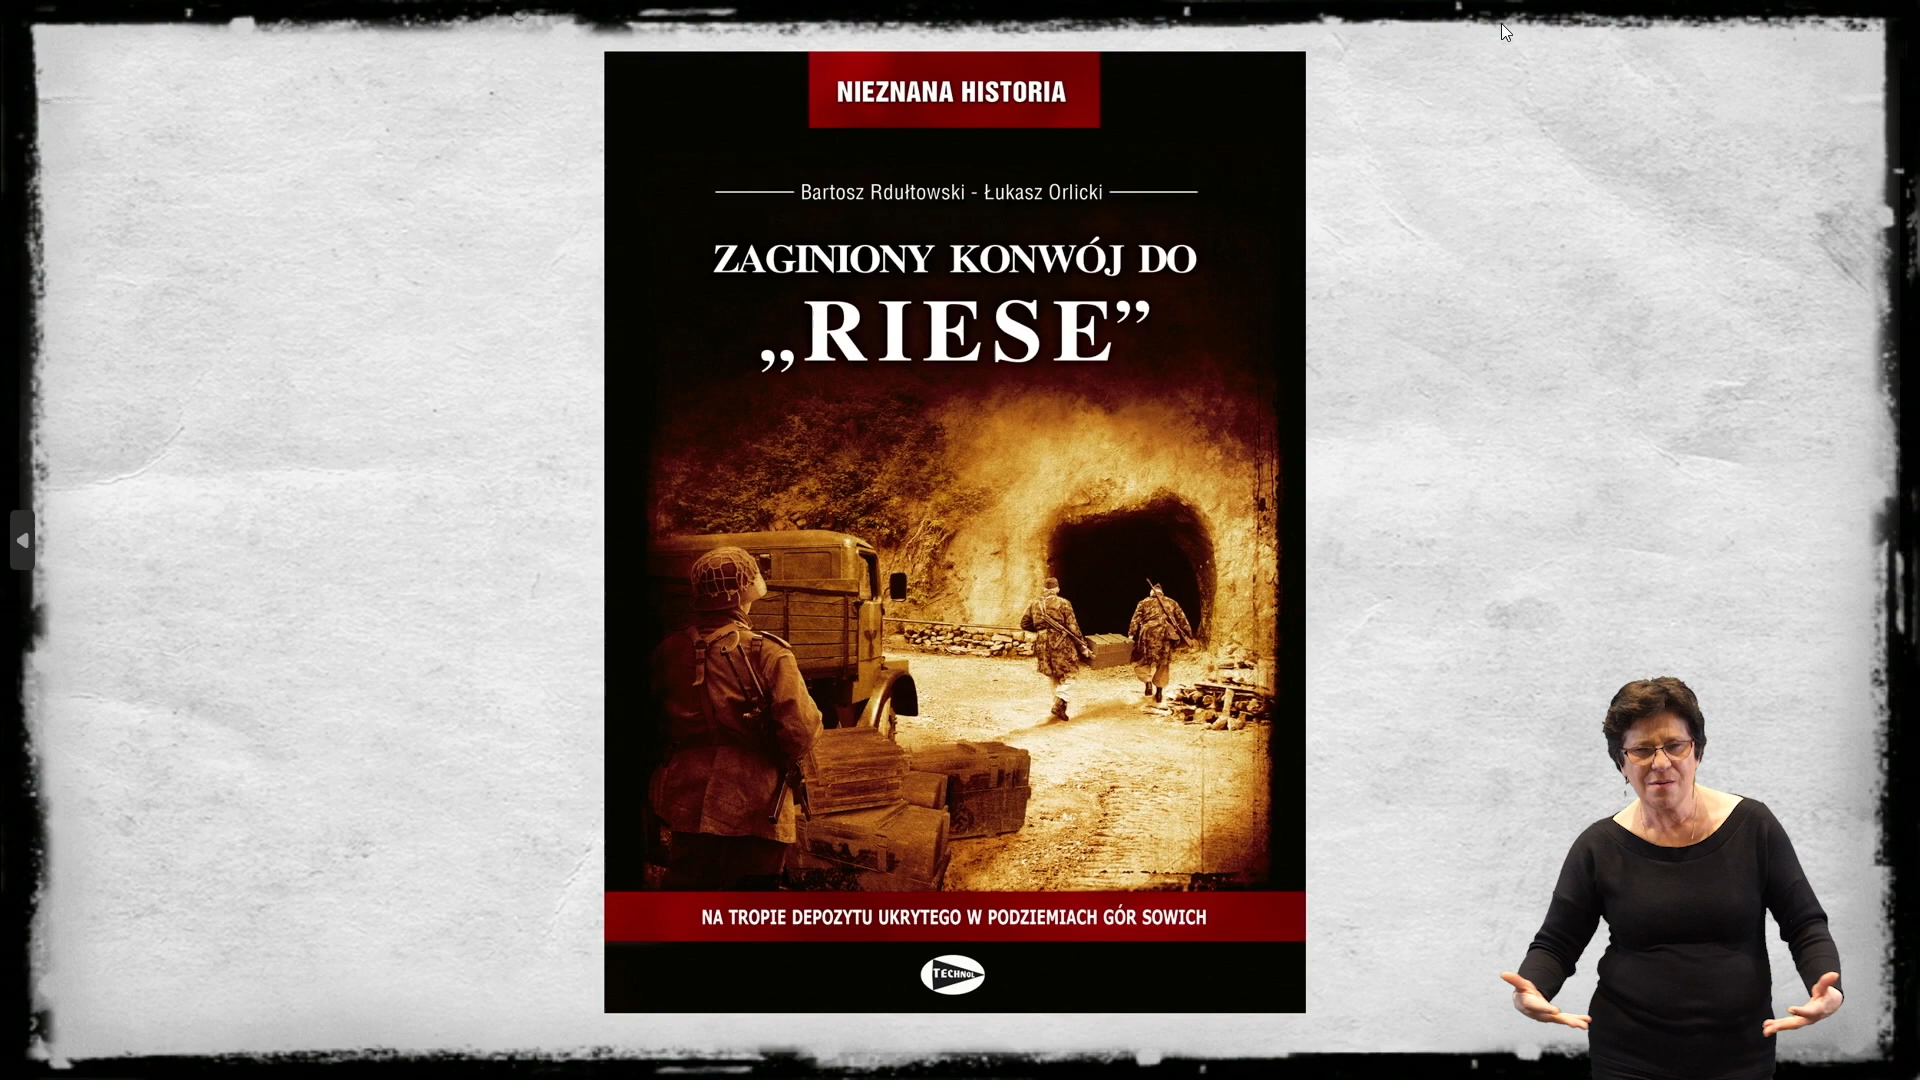 NIEZNANA HISTORIA
Bartosz Rdułtowski - Łukasz Orlicki
ZAGINIONY KONWÓJ DO
„RIESE”
NA TROPIE DEPOZYTU UKRYTEGO W PODZIEMIACH GÓR SOWICH
TECHNOL